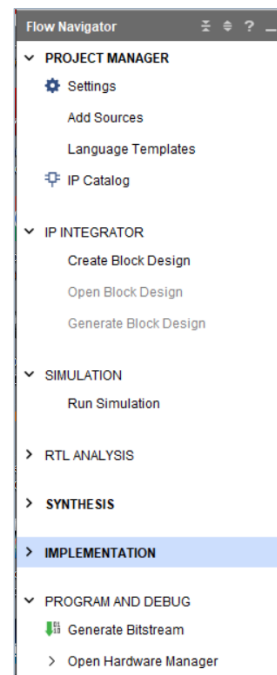 Flow Navigator ?
PROJECT MANAGER
Settings
Add Sources
Language Templates
IP Catalog
IP INTEGRATOR
Create Block Design
Open Block Design
Generate Block Design
SIMULATION
Run Simulation
RTL ANALYSIS
SYNTHESIS
IMPLEMENTATION
PROGRAM AND DEBUG
Generate Bitstream
Open Hardware Manager